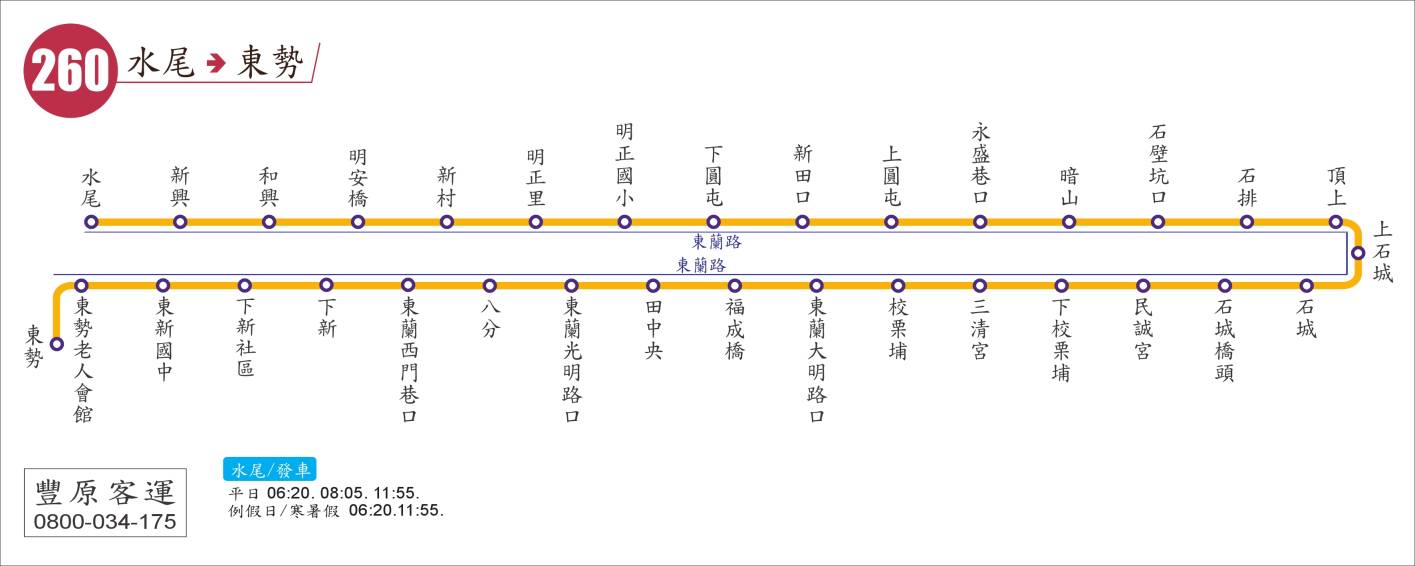 260 水尾 → 東勢
水尾
新興
和興
明安橋
新村
明正里
明正國小
下圓屯
新田口
上圓屯
永盛巷口
暗山
石壁坑口
石排
頂上
上石城
東蘭路
東蘭路
石城
石城橋頭
民誠宮
下校栗埔
三清宮
校栗埔
東蘭大明路口
福成橋
田中央
東蘭光明路口
八分
東蘭西門巷口
下新
下新社區
東新國中
東勢老人會館
東勢
豐原客運
0800-034-175
水尾/發車
平日 06:20. 08:05. 11:55.
例假日/寒暑假 06:20.11:55.